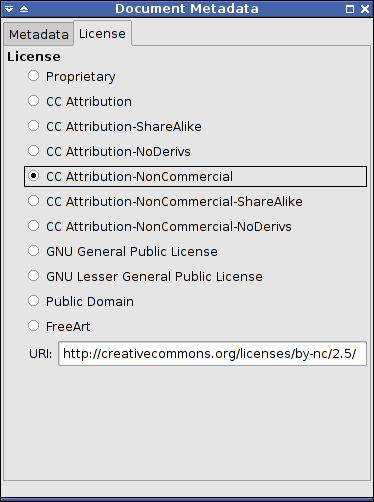 Document Metadata
Metadata License
License
Proprietary
CC Attribution
CC Attribution-ShareAlike
CC Attribution-NoDerivs
CC Attribution-NonCommercial
CC Attribution-NonCommercial-ShareAlike
CC Attribution-NonCommercial-NoDerivs
GNU General Public License
GNU Lesser General Public License
Public Domain
FreeArt
URI: http://creativecommons.org/licenses/by-nc/2.5/